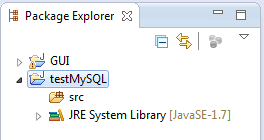 Package Explorer
GUI
testMySQL
src
JRE System Library [JavaSE-1.7]